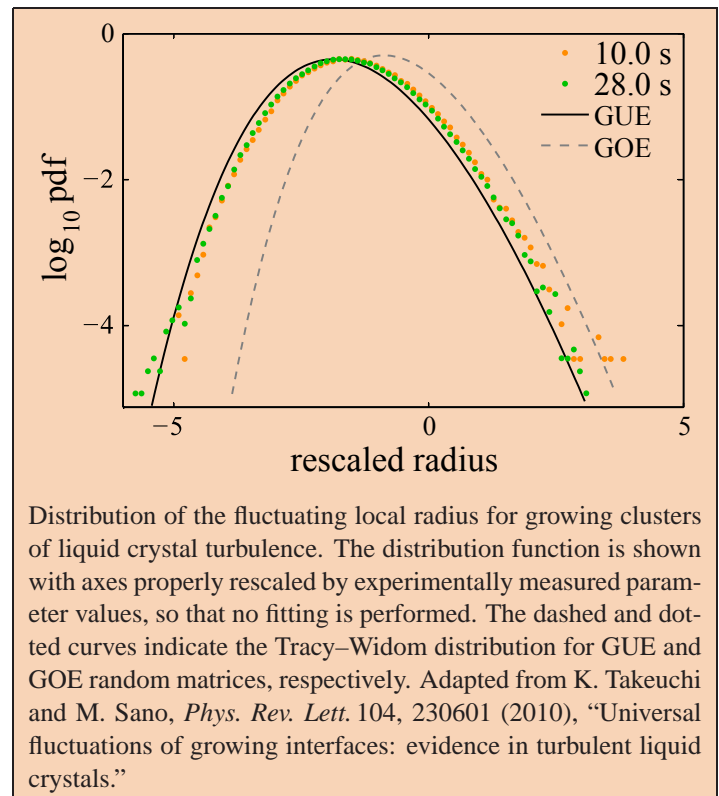 0
−2
−4
log10 pdf
10.0 s
28.0 s
GUE
GOE
−5
0
5
rescaled radius
Distribution of the fluctuating local radius for growing clusters
of liquid crystal turbulence. The distribution function is shown
with axes properly rescaled by experimentally measured param-
eter values, so that no fitting is performed. The dashed and dot-
ted curves indicate the Tracy–Widom distribution for GUE and
GOE random matrices, respectively. Adapted from K. Takeuchi
and M. Sano, Phys. Rev. Lett. 104, 230601 (2010), “Universal
fluctuations of growing interfaces: evidence in turbulent liquid
crystals.”